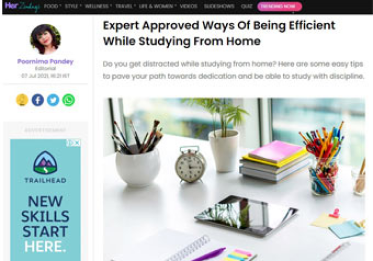 Her Zindagi
FOOD STYLE WELLNESS TRAVEL LIFE & WOMEN VIDEOS SLIDESHOWS QUIZ TRENDING NOW
Expert Approved Ways Of Being Efficient
While Studying From Home
Poornima Pandey
Editorial
07 Jul 2021, 16:21 IST
Do you get distracted while studying from home? Here are some easy tips
to pave your path towards dedication and be able to study with discipline.
ADVERTISEMENT
TRAILHEAD
NEW
SKILLS
START
HERE.